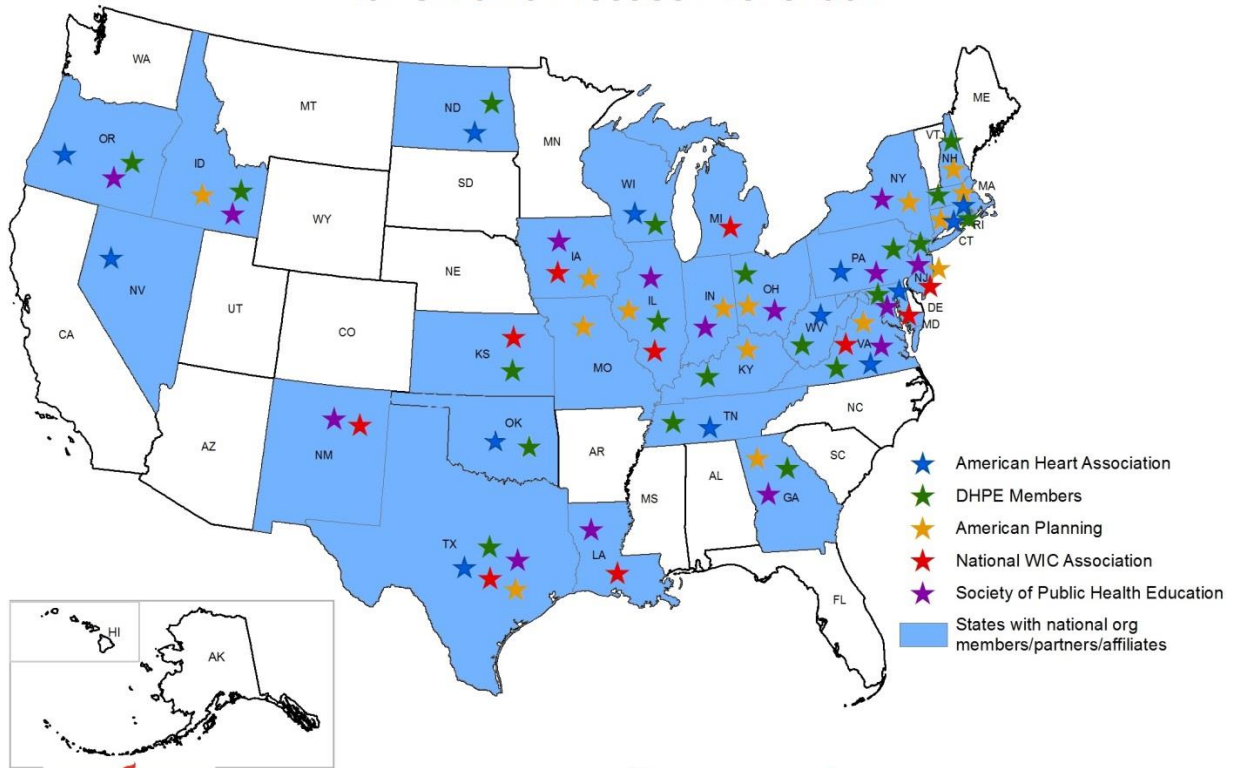 WA
MT
ND
MN
ME
VT
NH
OR
ID
SD
WI
MI
NY
MA
RI
CT
WY
NE
IA
PA
NJ
NV
UT
CO
IL
IN
OH
DE
MD
WV
VA
CA
KS
MO
KY
AZ
NM
OK
AR
TN
NC
SC
MS
AL
GA
TX
LA
FL
HI
AK
American Heart Association
DHPE Members
American Planning
National WIC Association
Society of Public Health Education
States with national org
members/partners/affiliates